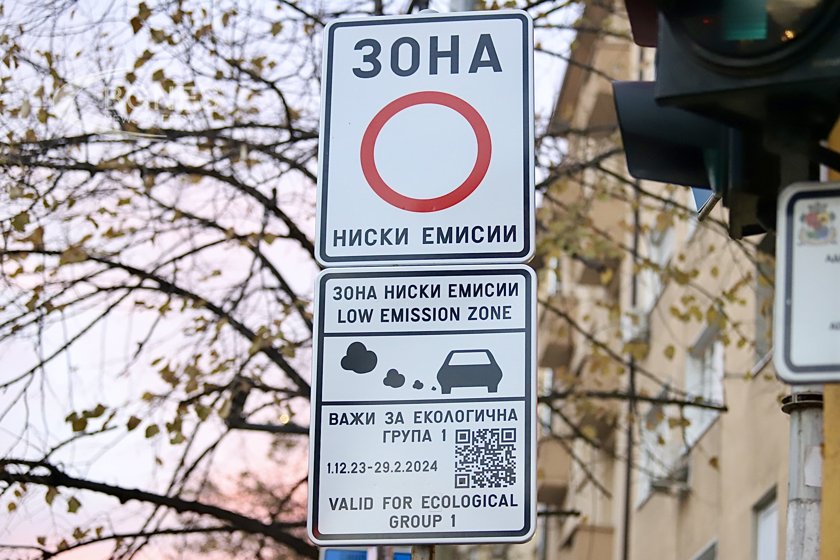 ЗОНА
НИСКИ ЕМИСИИ
ЗОНА НИСКИ ЕМИСИИ
LOW EMISSION ZONE
ВАЖИ ЗА ЕКОЛОГИЧНА
ГРУПА 1
1.12.23-29.2.2024
VALID FOR ECOLOGICAL
GROUP 1